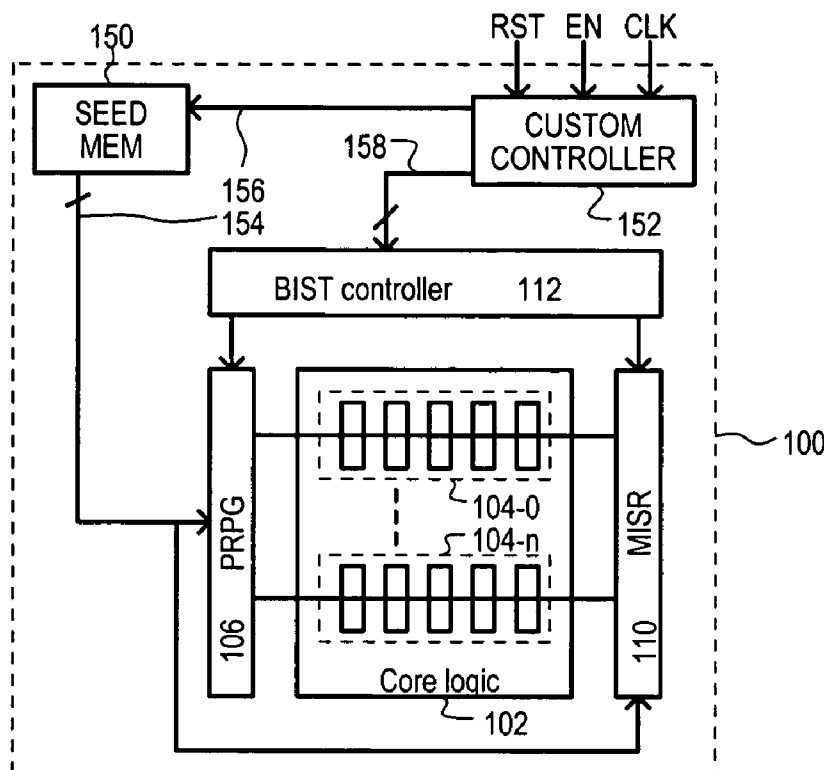 RST EN CLK
150
SEED
MEM
CUSTOM
CONTROLLER
158
156
154
152
BIST controller 112
100
104-0
104-n
PRPG
106
MISR
110
Core logic
102